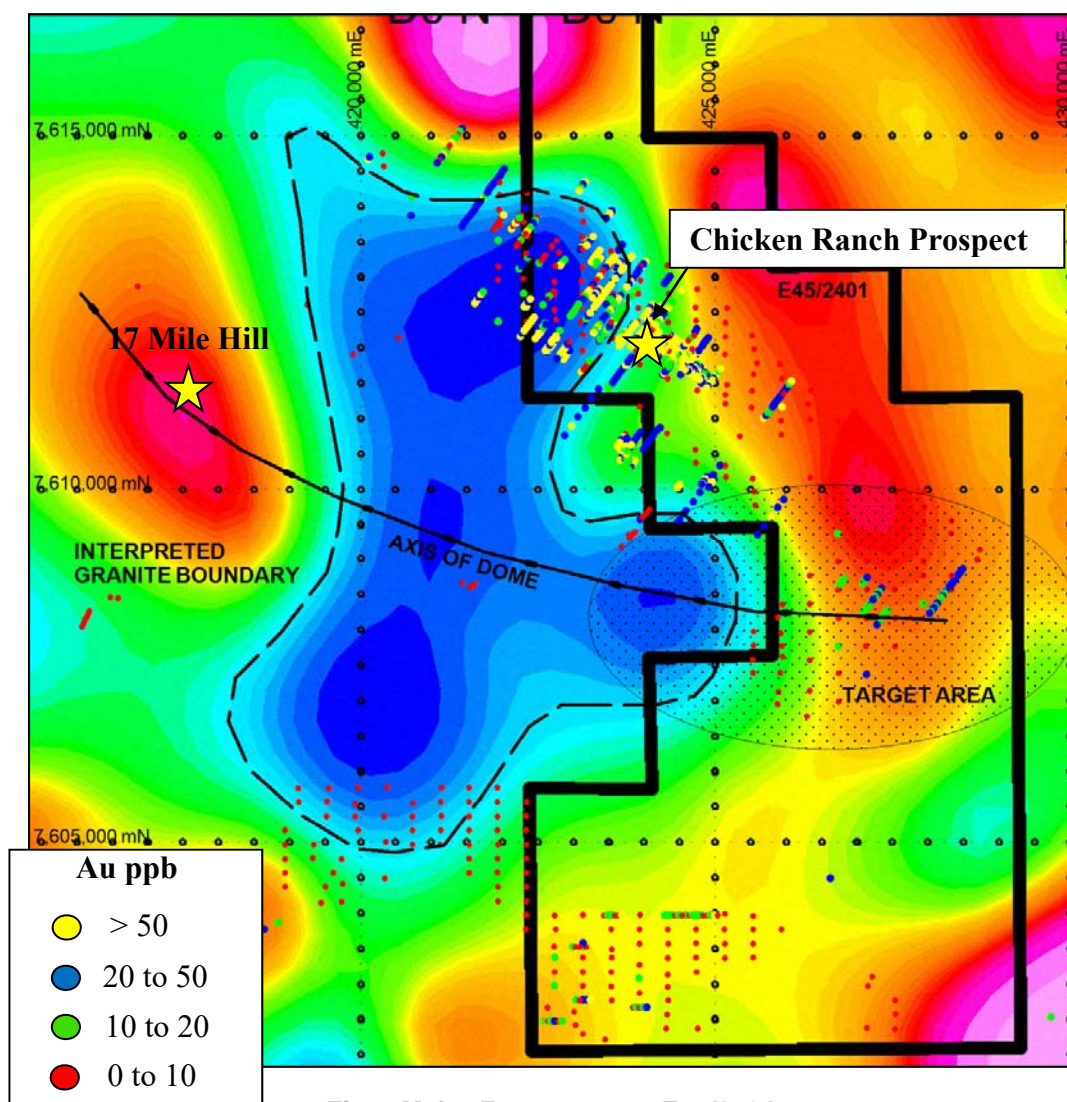 420,000 mE
425,000 mE
430,000 mE
7,615,000 mN
Chicken Ranch Prospect
E45/2401
17 Mile Hill
7,610,000 mN
AXIS OF DOME
INTERPRETED
GRANITE BOUNDARY
TARGET AREA
7,605,000 mN
Au ppb
> 50
20 to 50
10 to 20
0 to 10